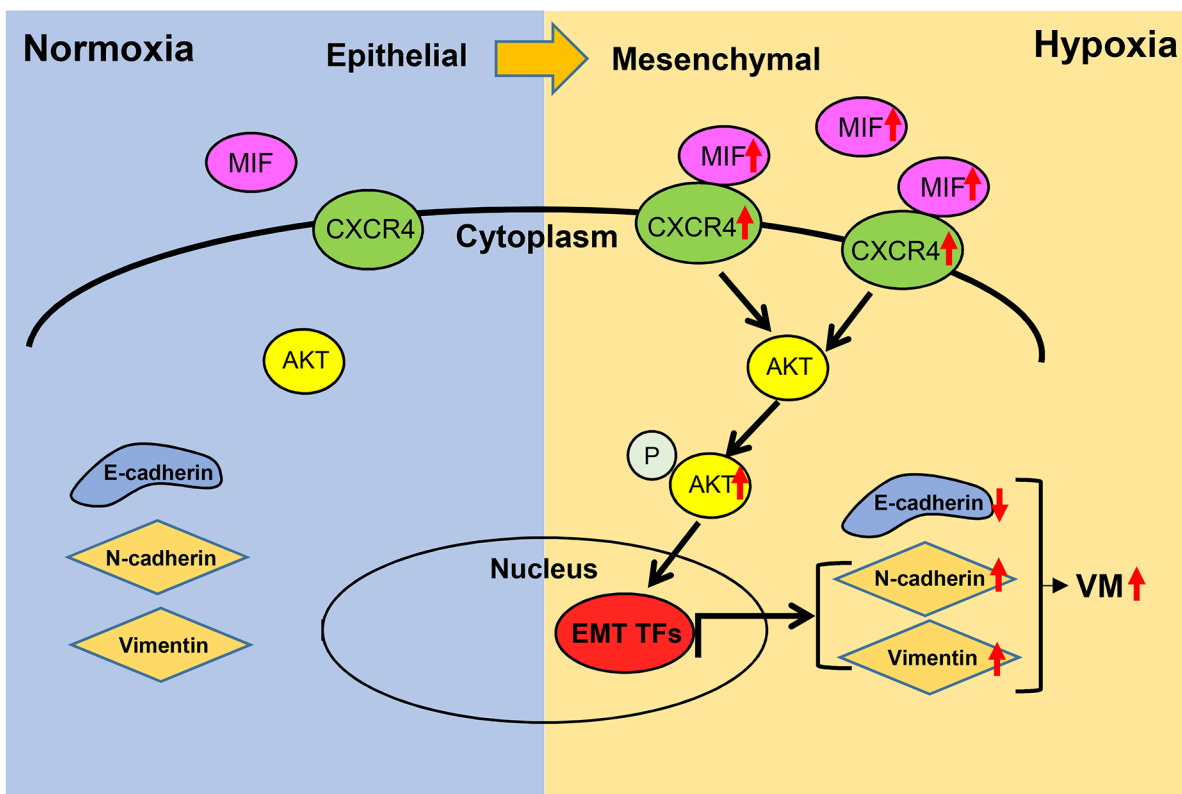 Normoxia
Epithelial
Mesenchymal
Hypoxia
MIF
MIF
MIF
MIF
CXCR4
Cytoplasm
CXCR4
CXCR4
AKT
AKT
P
AKT
E-cadherin
N-cadherin
Vimentin
Nucleus
EMT TFs
E-cadherin
N-cadherin
Vimentin
VM